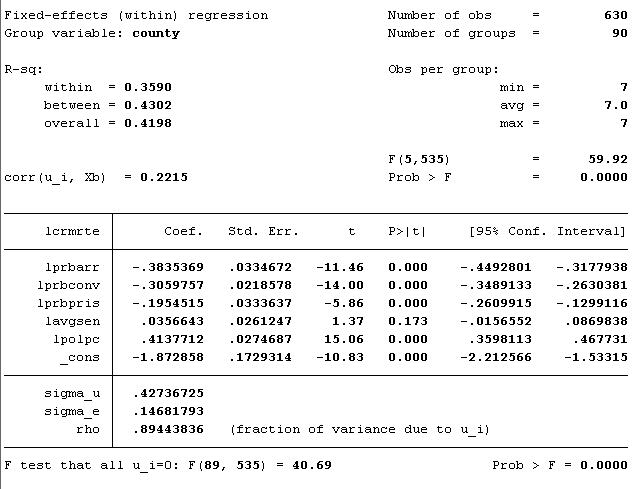 Fixed-effects (within) regression Number of obs = 630
Group variable: county Number of groups = 90
R-sq: Obs per group:
within = 0.3590 min = 7
between = 0.4302 avg = 7.0
overall = 0.4198 max = 7
F(5,535) = 59.92
corr(u_i, Xb) = 0.2215 Prob > F = 0.0000
lcrmrte Coef. Std. Err. t P>|t| [95% Conf. Interval]
lprbarr -.3835369 .0334672 -11.46 0.000 -.4492801 -.3177938
lprbconv -.3059757 .0218578 -14.00 0.000 -.3489133 -.2630381
lprbpris -.1954515 .0333637 -5.86 0.000 -.2609915 -.1299116
lavgsen .0356643 .0261247 1.37 0.173 -.0156552 .0869838
lpolpc .4137712 .0274687 15.06 0.000 .3598113 .467731
_cons -1.872858 .1729314 -10.83 0.000 -2.212566 -1.53315
sigma_u .42736725
sigma_e .14681793
rho .89443836 (fraction of variance due to u_i)
F test that all u_i=0: F(89, 535) = 40.69 Prob > F = 0.0000